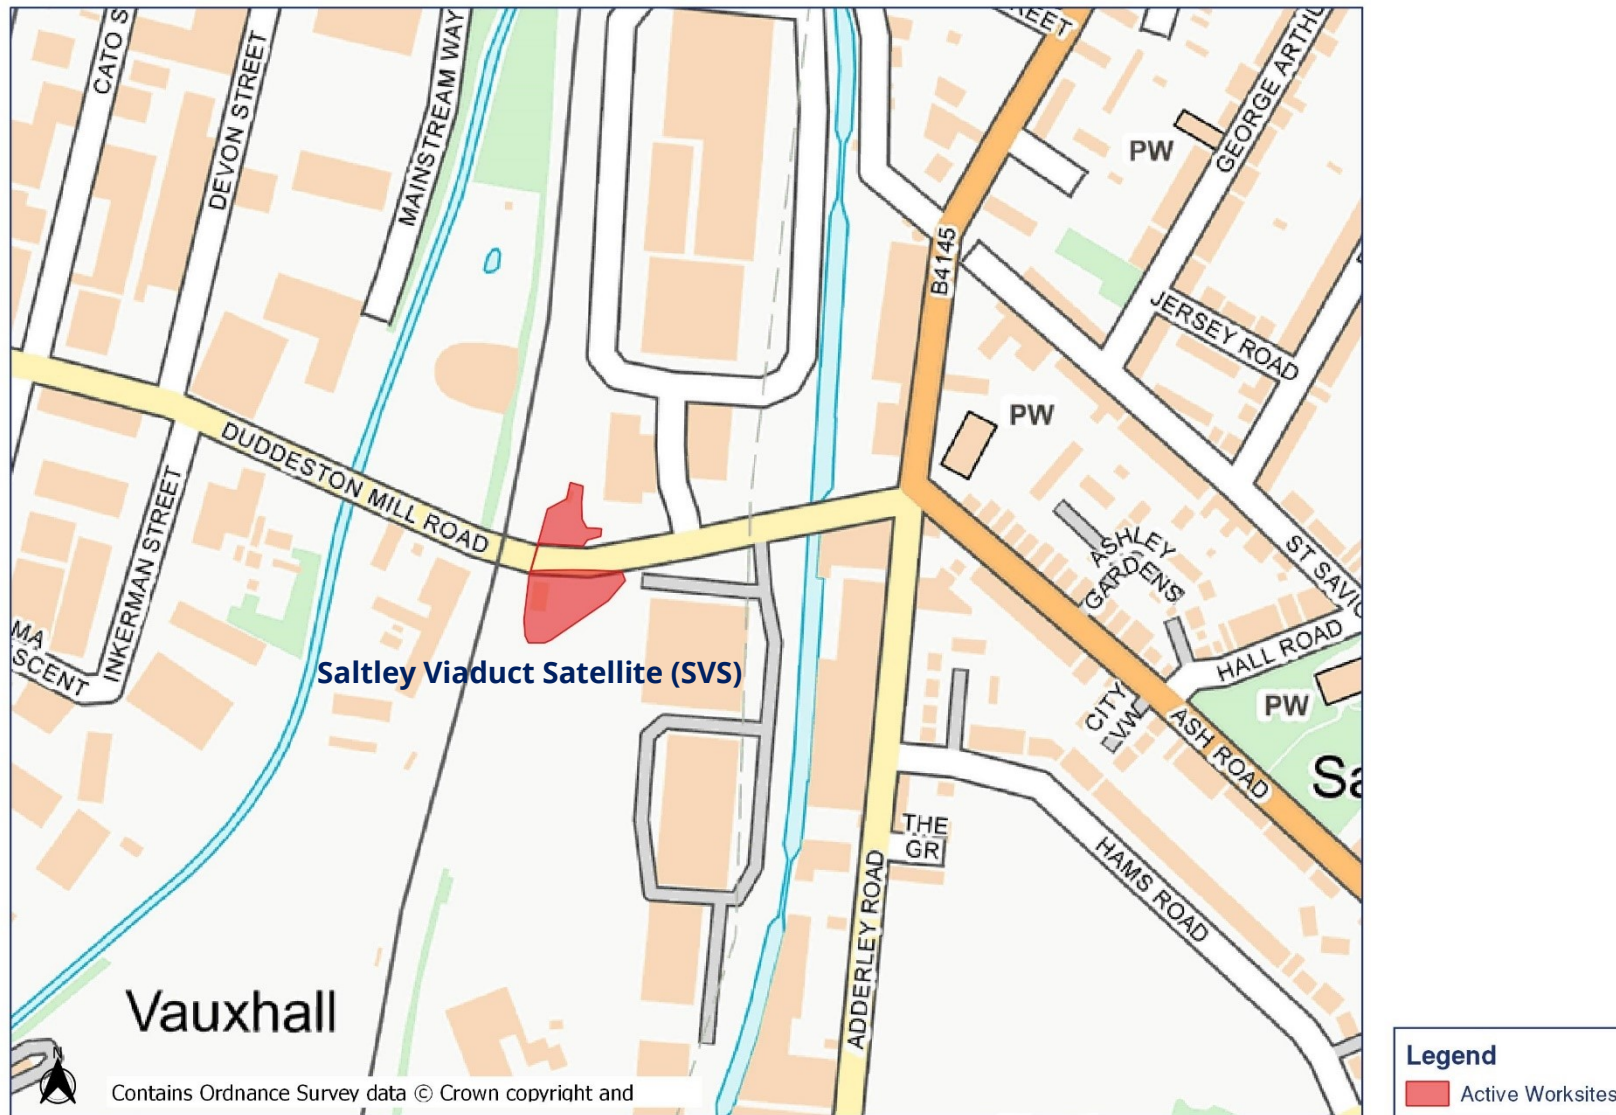 CATO S
DEVON STREET
MAINSTREAM WAY
REET
GEORGE ARTHU
PW
B4145
JERSEY ROAD
PW
DUDDESTON MILL ROAD
INKERMAN STREET
MA
SCENT
ASHLEY
GARDENS
ST SAVIO
HALL ROAD
Saltley Viaduct Satellite (SVS)
CITY
VW
PW
ASH ROAD
Sa
THE
GR
HAMS ROAD
ADDERLEY ROAD
Vauxhall
N
Contains Ordnance Survey data © Crown copyright and
Legend
Active Worksites